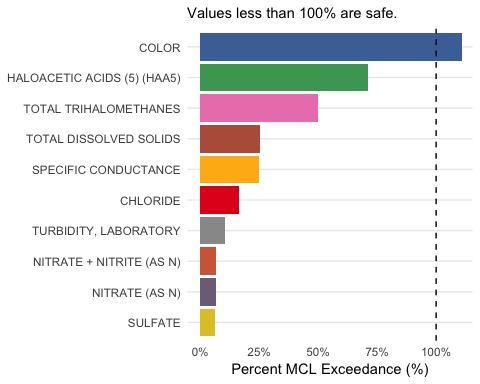 Values less than 100% are safe.
COLOR
HALOACETIC ACIDS (5) (HAA5)
TOTAL TRIHALOMETHANES
TOTAL DISSOLVED SOLIDS
SPECIFIC CONDUCTANCE
CHLORIDE
TURBIDITY, LABORATORY
NITRATE + NITRITE (AS N)
NITRATE (AS N)
SULFATE
0% 25% 50% 75% 100%
Percent MCL Exceedance (%)